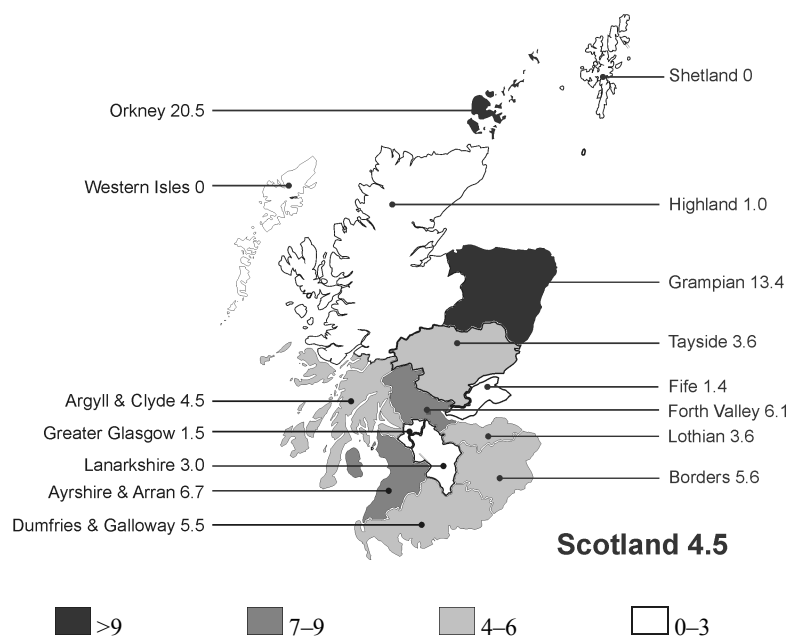 Shetland 0
Orkney 20.5
Western Isles 0
Highland 1.0
Grampian 13.4
Tayside 3.6
Fife 1.4
Argyll & Clyde 4.5
Forth Valley 6.1
Greater Glasgow 1.5
Lothian 3.6
Lanarkshire 3.0
Borders 5.6
Ayrshire & Arran 6.7
Dumfries & Galloway 5.5
Scotland 4.5
>9 7–9 4–6 0–3